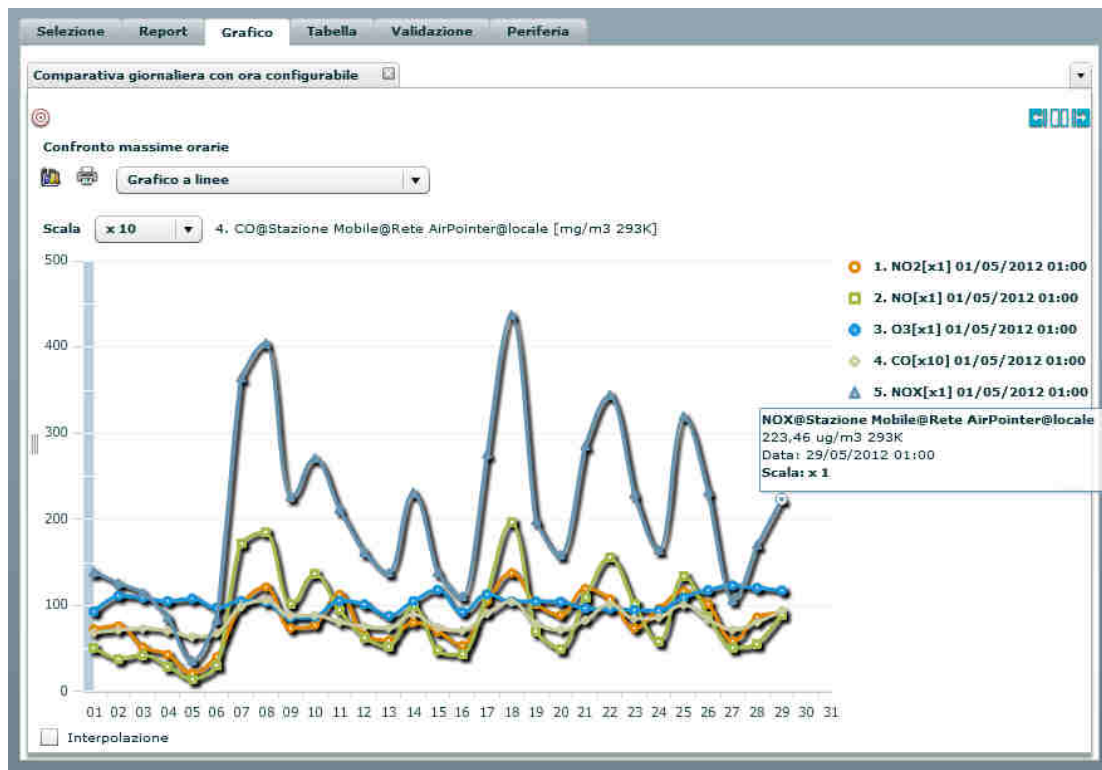 Selezione Report Grafico Tabella Validazione Periferia
Comparativa giornaliera con ora configurabile
Confronto massime orarie
Grafico a linee
Scala x 10 4. CO@Stazione Mobile@Rete AirPointer@locale [mg/m3 293K]
500
400
300
200
100
0
1. NO2[x1] 01/05/2012 01:00
2. NO[x1] 01/05/2012 01:00
3. O3[x1] 01/05/2012 01:00
4. CO[x10] 01/05/2012 01:00
5. NOX[x1] 01/05/2012 01:00
NOX@Stazione Mobile@Rete AirPointer@locale
223,46 ug/m3 293K
Data: 29/05/2012 01:00
Scala: x 1
01 02 03 04 05 06 07 08 09 10 11 12 13 14 15 16 17 18 19 20 21 22 23 24 25 26 27 28 29 30 31
Interpolazione